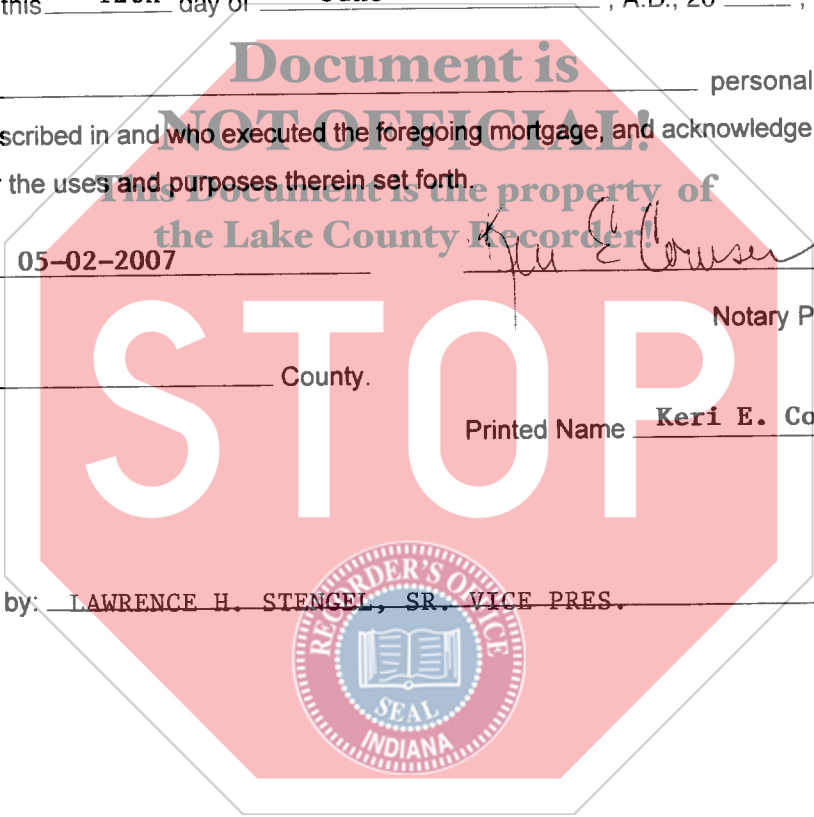 this day of , A.D., 20 ,
Document is
personal
NOT OFFICIAL!
scribed in and who executed the foregoing mortgage, and acknowledge
the uses and purposes therein set forth.
This Document is the property of
the Lake County Recorder!
05-02-2007
Notary P
STOP
County.
Printed Name Keri E. Co
RECORDER'S OFFICE
by: LAWRENCE H. STENGEL, SR. VICE PRES.
SEAL
INDIANA